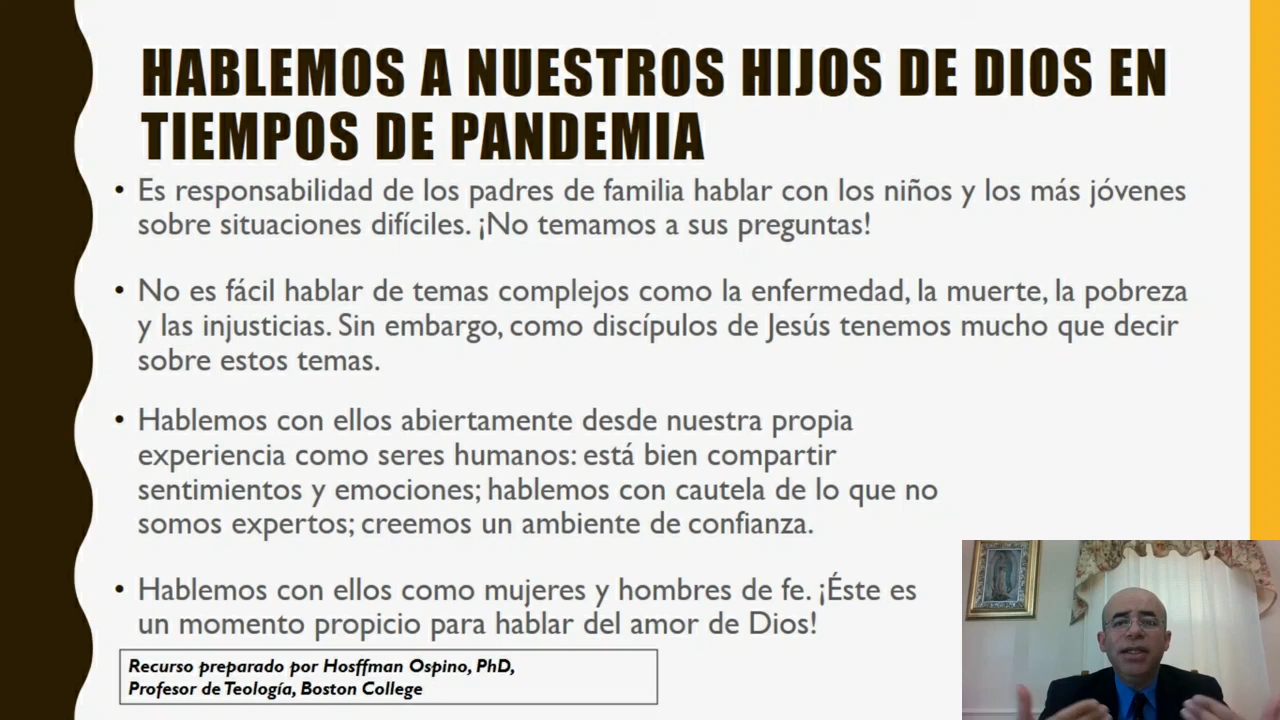 HABLEMOS A NUESTROS HIJOS DE DIOS EN
TIEMPOS DE PANDEMIA
• Es responsabilidad de los padres de familia hablar con los niños y los más jóvenes
sobre situaciones difíciles. ¡No temamos a sus preguntas!
• No es fácil hablar de temas complejos como la enfermedad, la muerte, la pobreza
y las injusticias. Sin embargo, como discípulos de Jesús tenemos mucho que decir
sobre estos temas.
• Hablemos con ellos abiertamente desde nuestra propia
experiencia como seres humanos: está bien compartir
sentimientos y emociones; hablemos con cautela de lo que no
somos expertos; creemos un ambiente de confianza.
• Hablemos con ellos como mujeres y hombres de fe. ¡Éste es
un momento propicio para hablar del amor de Dios!
Recurso preparado por Hosffman Ospino, PhD,
Profesor de Teología, Boston College